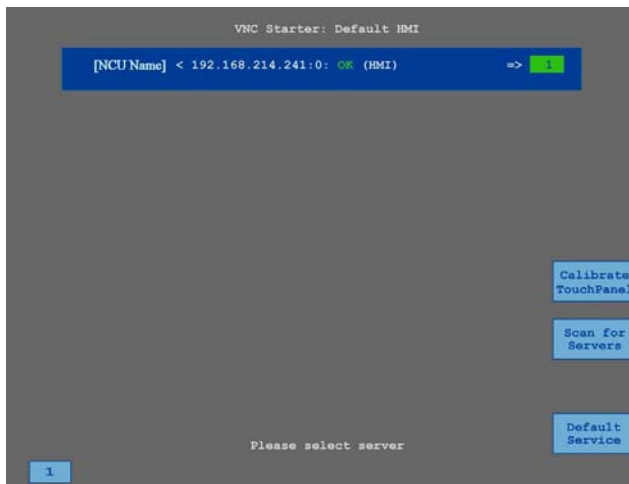 VNC Starter: Default HMI
[NCU Name] < 192.168.214.241:0: OK (HMI) => 1
Calibrate
TouchPanel
Scan for
Servers
Default
Service
Please select server
1